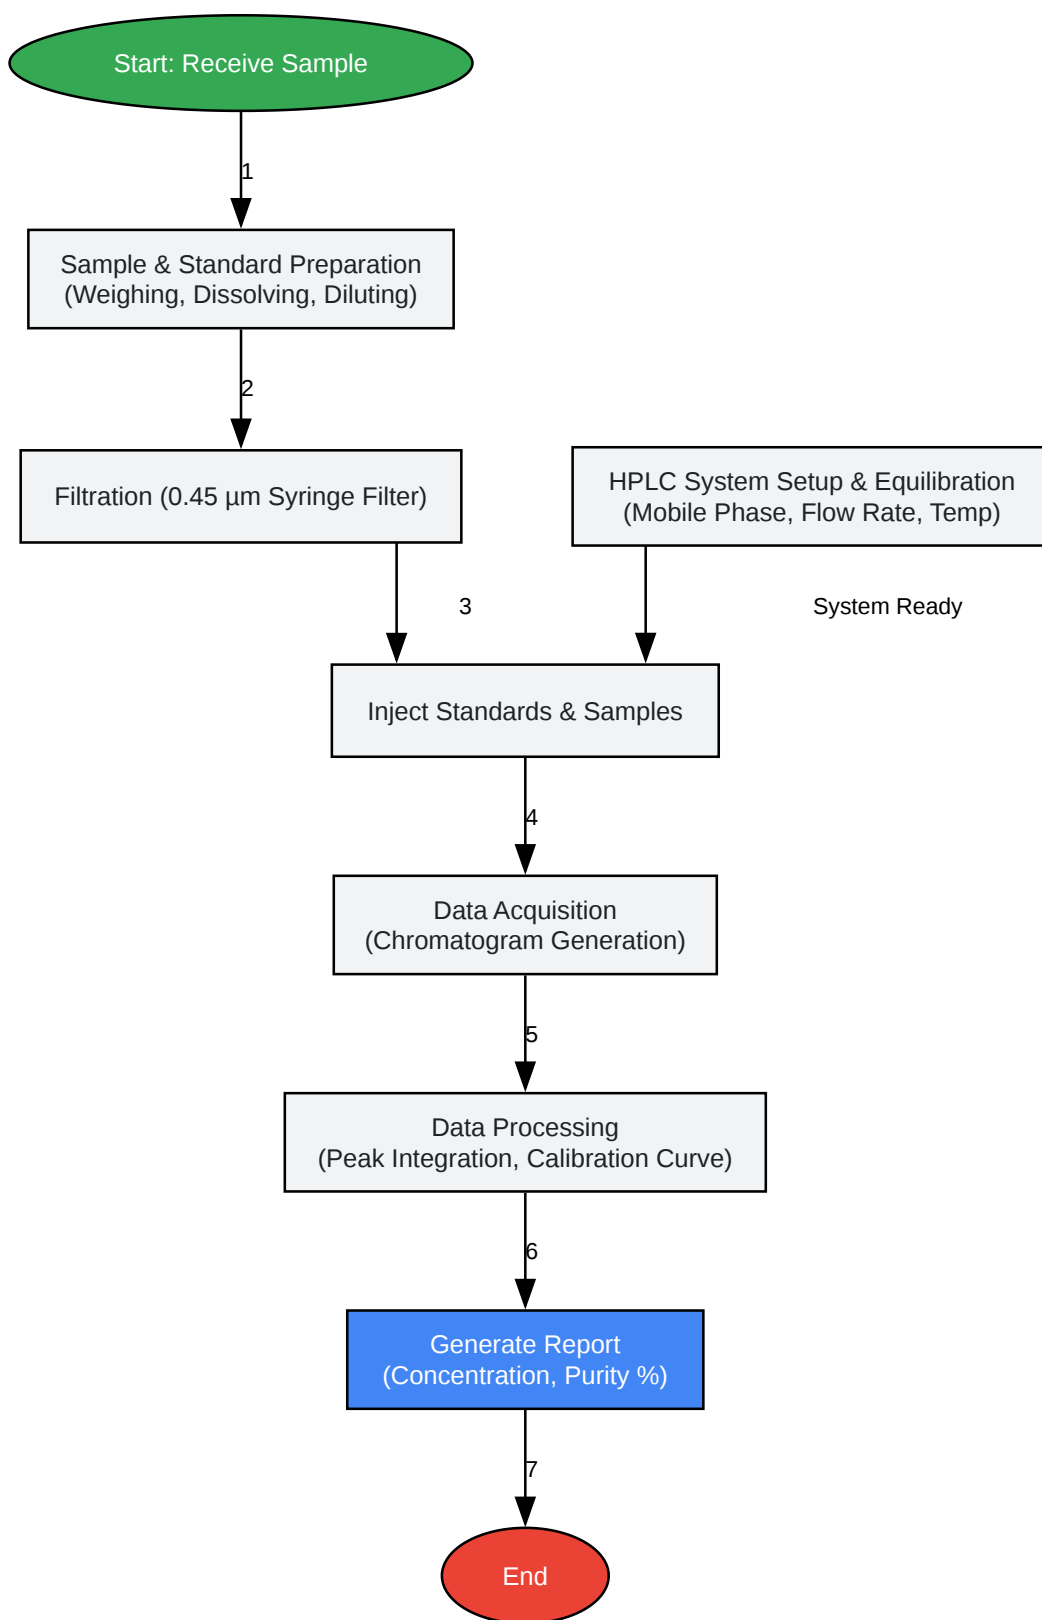 Start: Receive Sample
1
Sample & Standard Preparation
(Weighing, Dissolving, Diluting)
2
Filtration (0.45 µm Syringe Filter)
HPLC System Setup & Equilibration
(Mobile Phase, Flow Rate, Temp)
3
System Ready
Inject Standards & Samples
4
Data Acquisition
(Chromatogram Generation)
5
Data Processing
(Peak Integration, Calibration Curve)
6
Generate Report
(Concentration, Purity %)
7
End